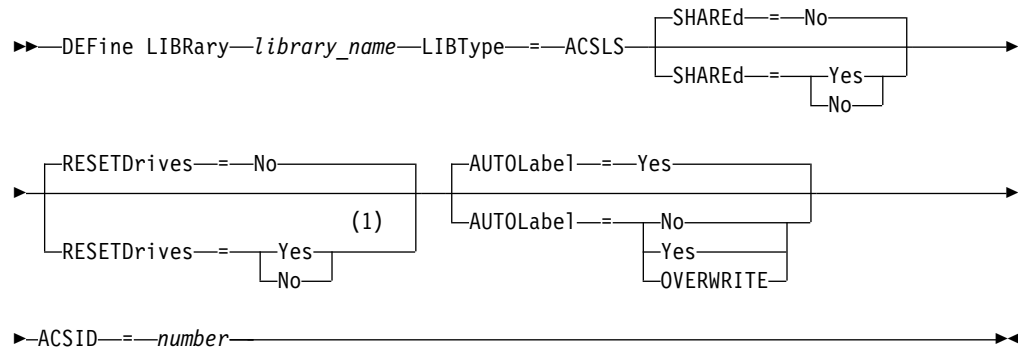 SHAREd = No
DEFine LIBRary library_name LIBType = ACSLS
SHAREd = Yes
No
RESETDrives = No
AUTOLabel = Yes
(1)
RESETDrives = Yes
No
AUTOLabel = No
Yes
OVERWRITE
ACSID = number